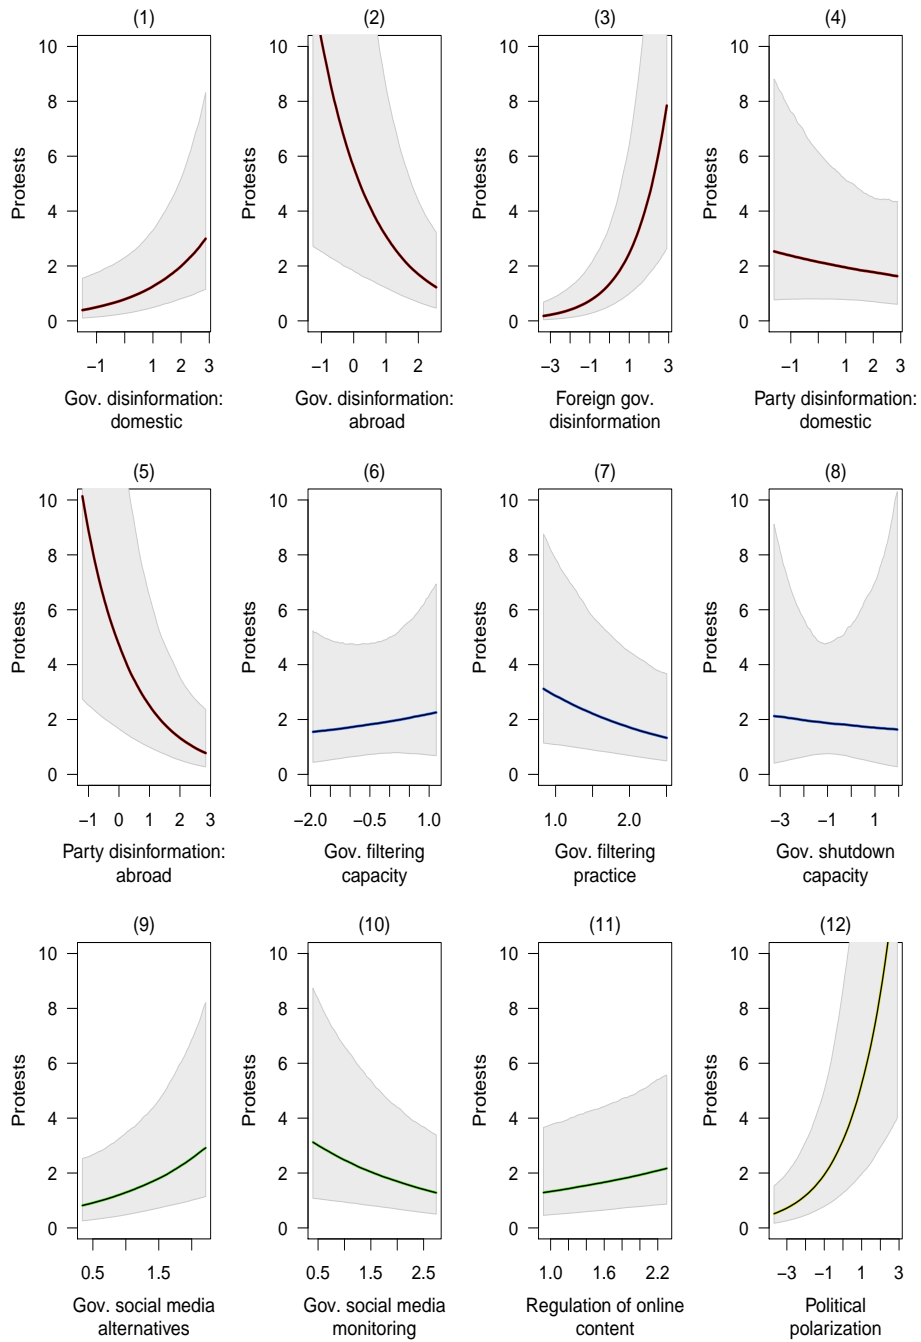 (1) (2) (3) (4)
Protests Protests Protests Protests
10 10 10 10
8 8 8 8
6 6 6 6
4 4 4 4
2 2 2 2
0 0 0 0
−1 1 2 3 −1 0 1 2 −3 −1 1 3 −1 1 2 3
Gov. disinformation: Gov. disinformation: Foreign gov. Party disinformation:
domestic abroad disinformation domestic
(5) (6) (7) (8)
Protests Protests Protests Protests
10 10 10 10
8 8 8 8
6 6 6 6
4 4 4 4
2 2 2 2
0 0 0 0
−1 0 1 2 3 −2.0 −0.5 1.0 1.0 2.0 −3 −1 1
Party disinformation: Gov. filtering Gov. filtering Gov. shutdown
abroad capacity practice capacity
(9) (10) (11) (12)
Protests Protests Protests Protests
10 10 10 10
8 8 8 8
6 6 6 6
4 4 4 4
2 2 2 2
0 0 0 0
0.5 1.5 0.5 1.5 2.5 1.0 1.6 2.2 −3 −1 1 3
Gov. social media Gov. social media Regulation of online Political
alternatives monitoring content polarization